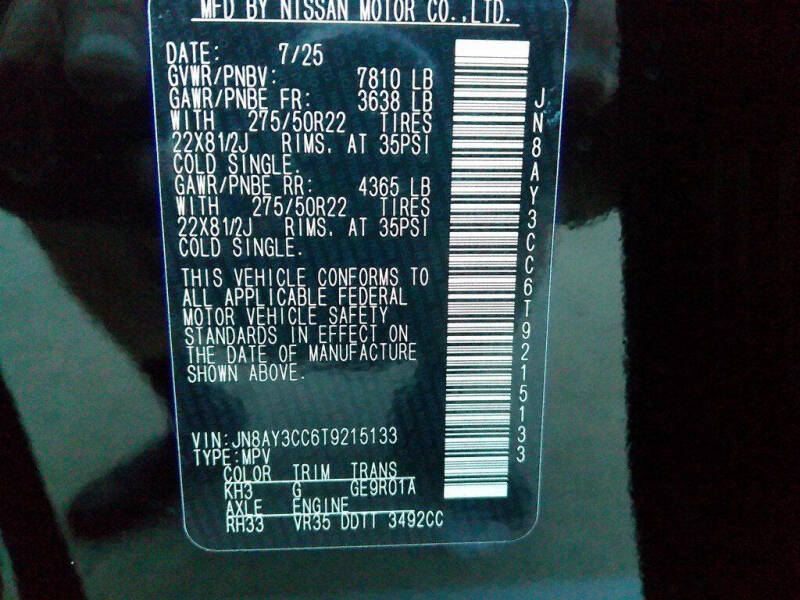 MFD BY NISSAN MOTOR CO.,LTD.
DATE: 7/25
GVWR/PNBV: 7810 LB
GAWR/PNBE FR: 3638 LB
WITH 275/50R22 TIRES
22X81/2J RIMS, AT 35PSI
COLD SINGLE.
GAWR/PNBE RR: 4365 LB
WITH 275/50R22 TIRES
22X81/2J RIMS, AT 35PSI
COLD SINGLE.
THIS VEHICLE CONFORMS TO
ALL APPLICABLE FEDERAL
MOTOR VEHICLE SAFETY
STANDARDS IN EFFECT ON
THE DATE OF MANUFACTURE
SHOWN ABOVE.
VIN:JN8AY3CC6T9215133
TYPE:MPV
COLOR TRIM TRANS
KH3 G GE9R01A
AXLE ENGINE
RH33 VR35 DDTT 3492CC
JN8AY3CC6T9215133